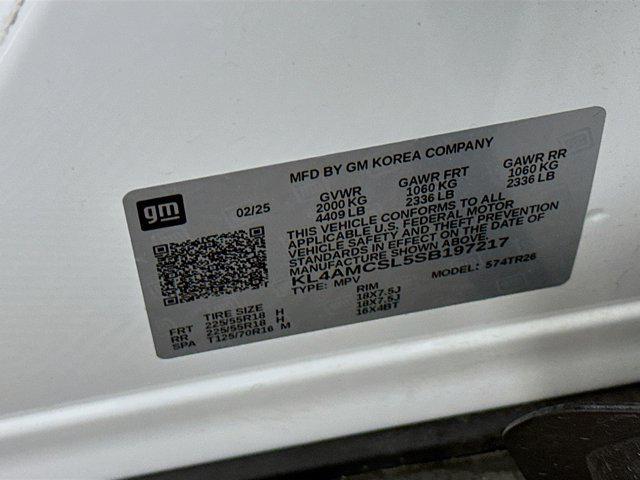 MFD BY GM KOREA COMPANY
gm
02/25
GVWR GAWR FRT GAWR RR
2000 KG 1060 KG 1060 KG
4409 LB 2336 LB 2336 LB
THIS VEHICLE CONFORMS TO ALL
APPLICABLE U.S. FEDERAL MOTOR
VEHICLE SAFETY AND THEFT PREVENTION
STANDARDS IN EFFECT ON THE DATE OF
MANUFACTURE SHOWN ABOVE.
KL4AMCSL5SB197217
TYPE: MPV MODEL: 574TR26
TIRE SIZE RIM
FRT 225/55R18 H 18X7.5J
RR 225/55R18 H 18X7.5J
SPA T125/70R16 M 16X4BT